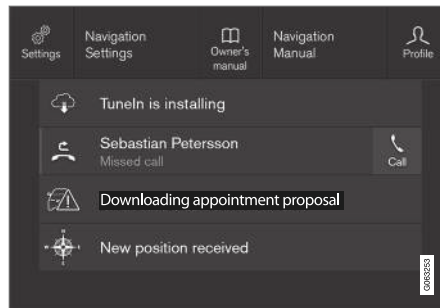 Settings
Navigation
Settings
Owner's
manual
Navigation
Manual
Profile
TuneIn is installing
Sebastian Petersson
Missed call
Call
Downloading appointment proposal
New position received
G063253